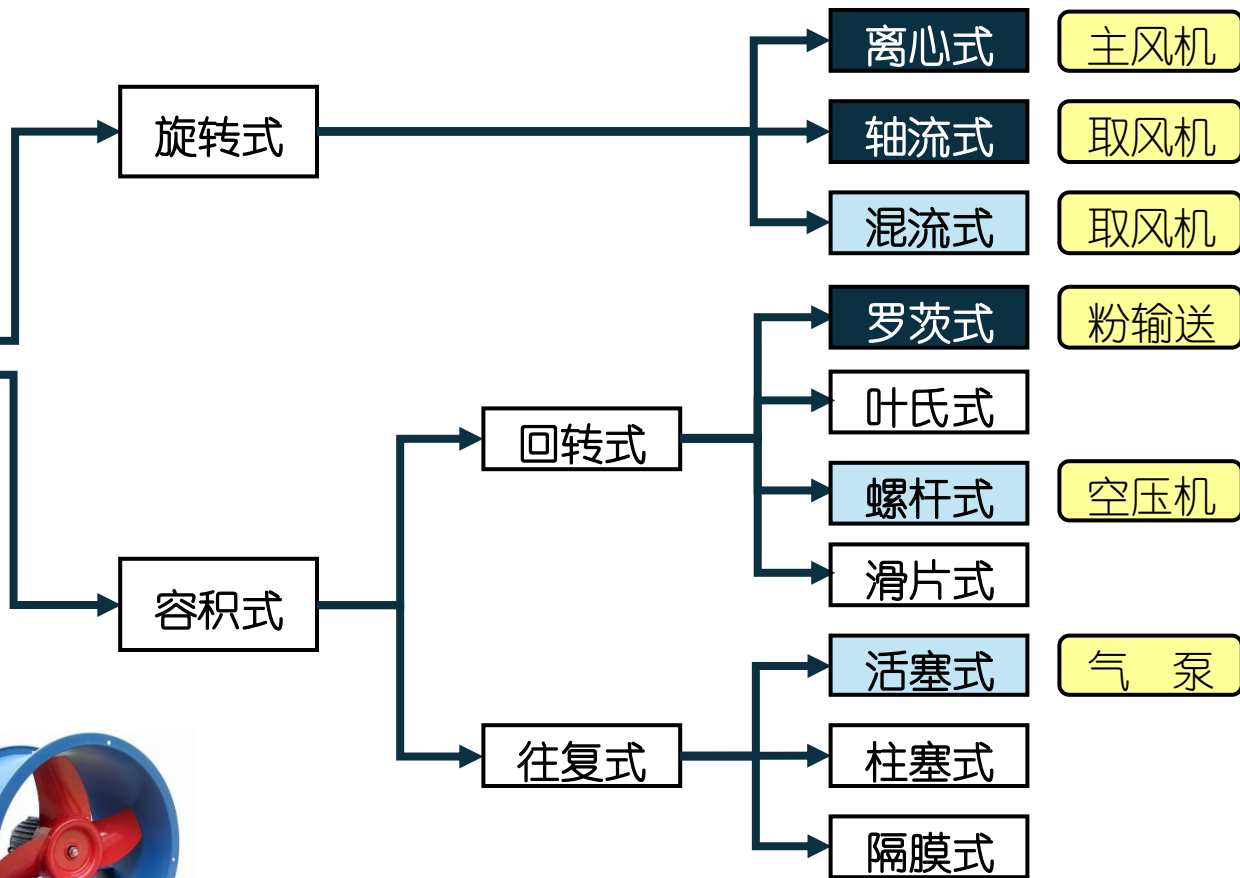 离心式 主风机
旋转式 轴流式 取风机
混流式 取风机
罗茨式 粉输送
叶氏式
回转式
螺杆式 空压机
滑片式
容积式
活塞式 气 泵
往复式 柱塞式
隔膜式